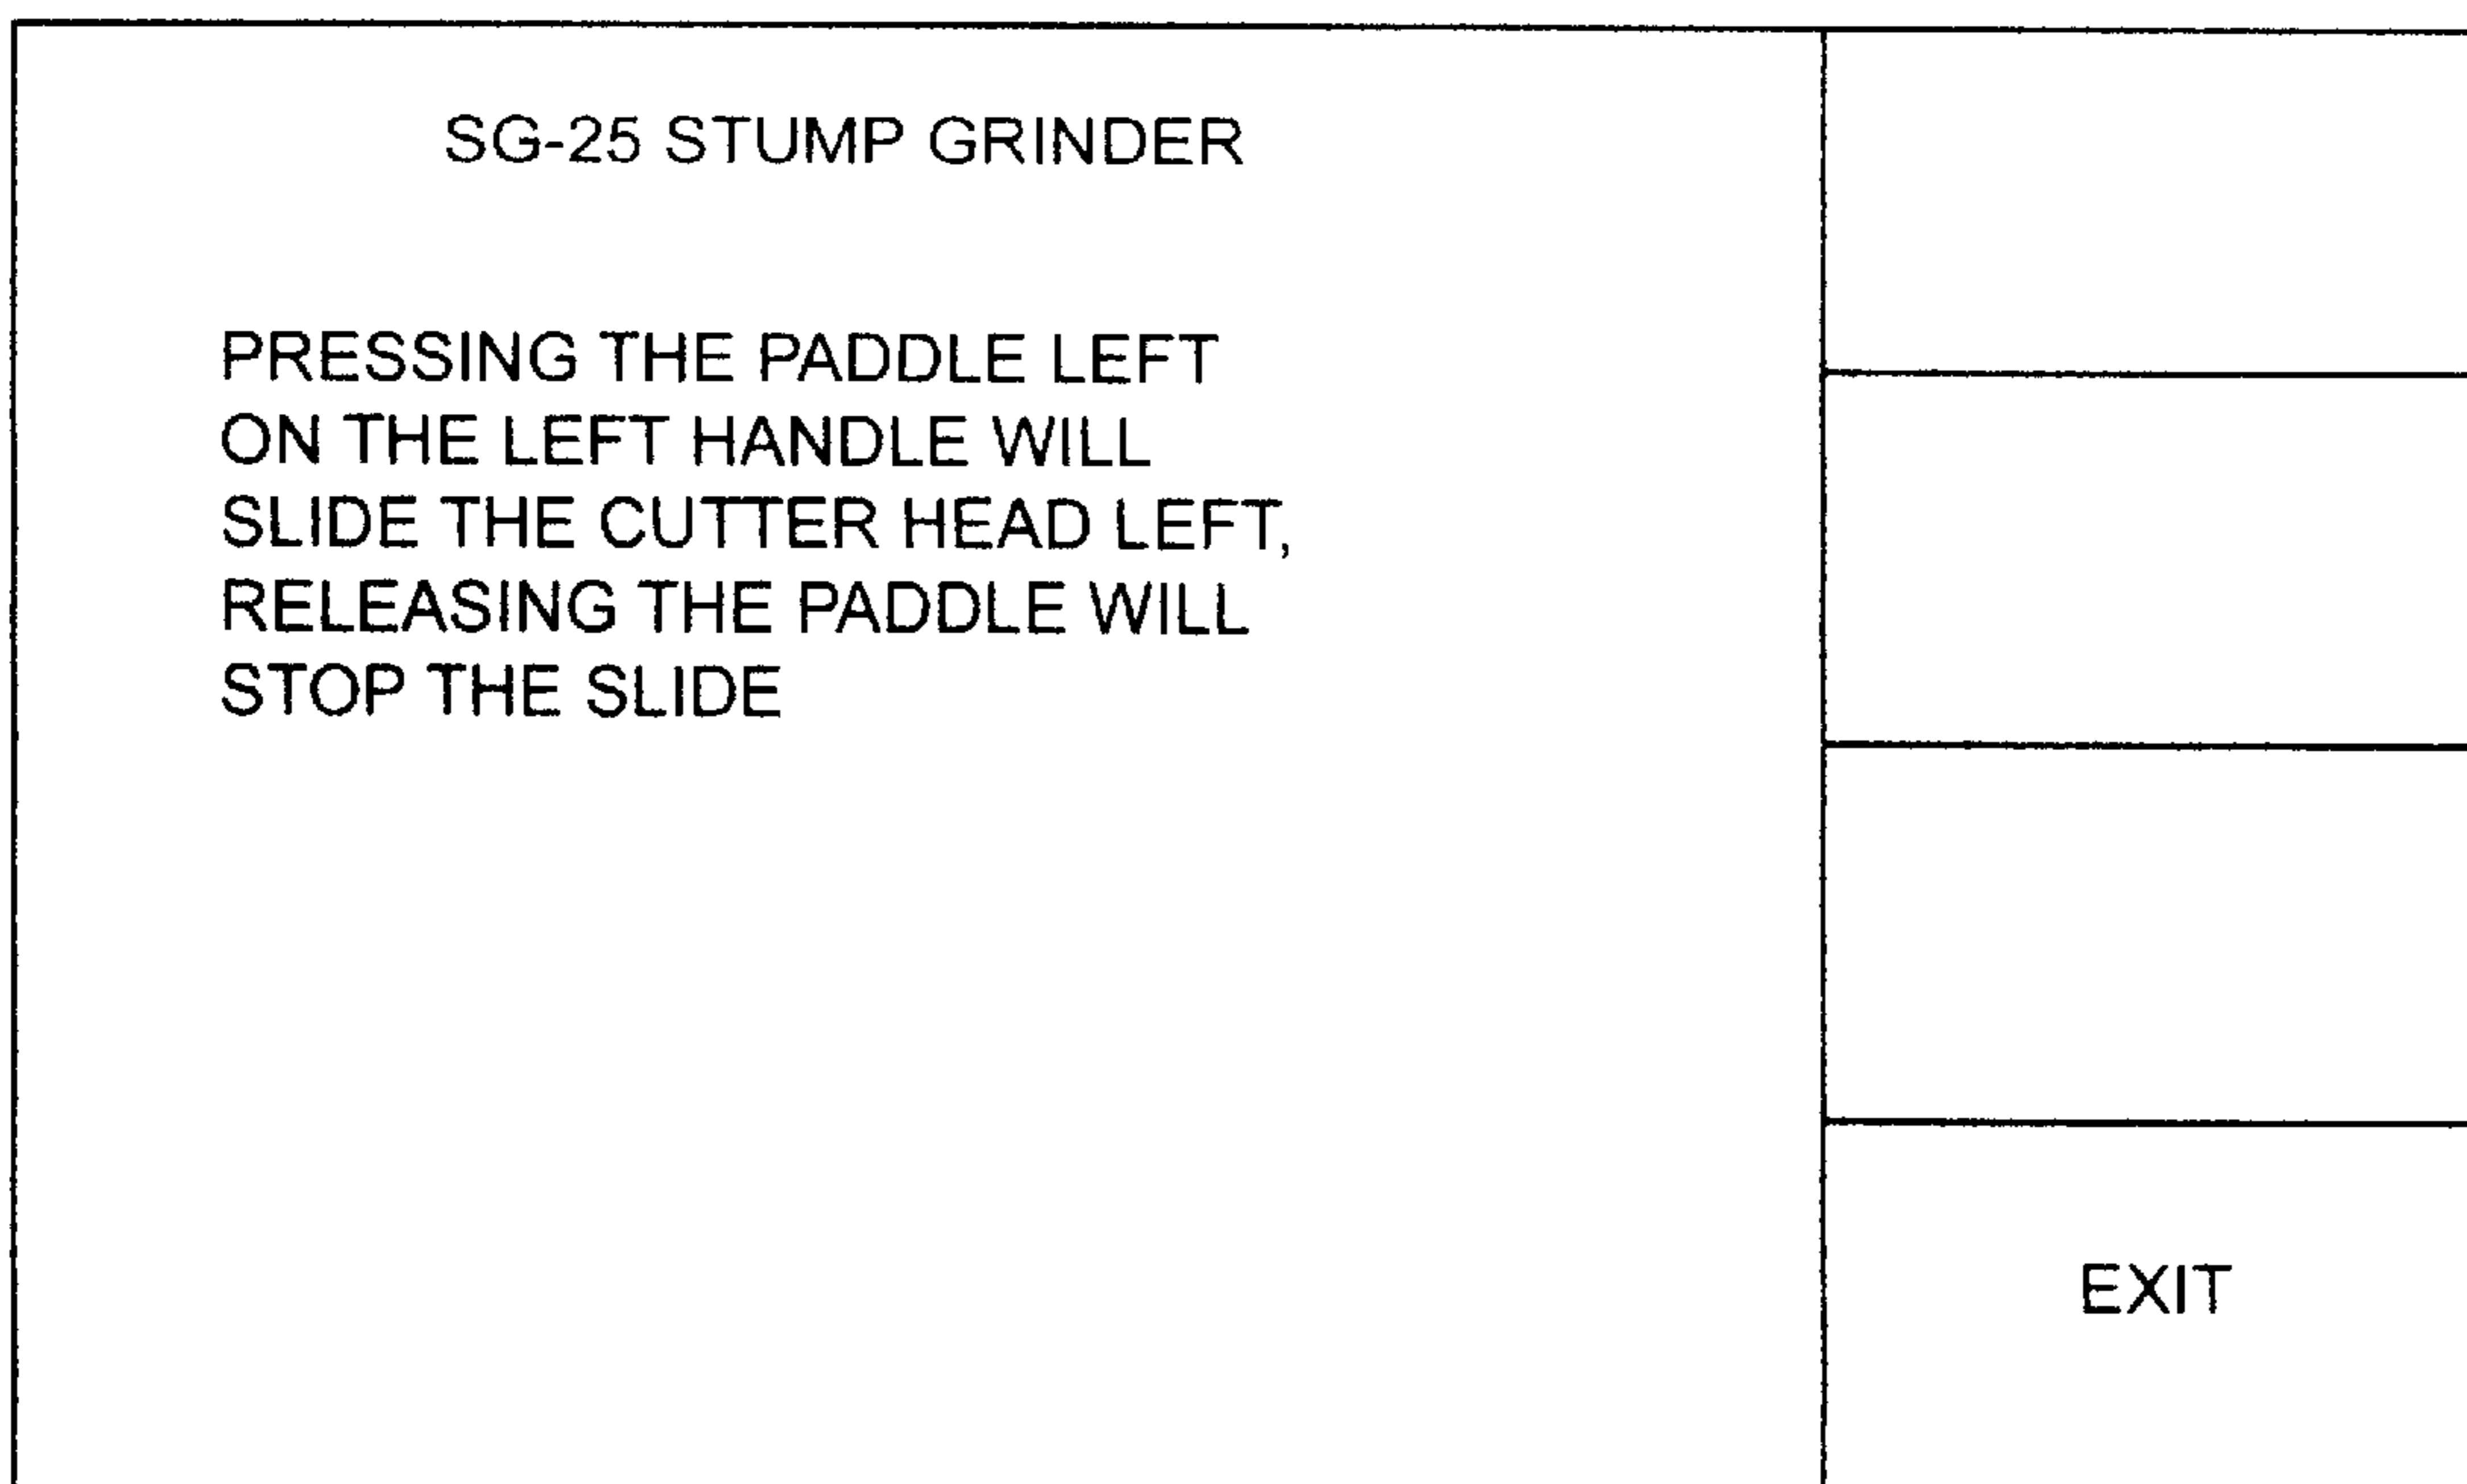 SG-25 STUMP GRINDER
PRESSING THE PADDLE LEFT
ON THE LEFT HANDLE WILL
SLIDE THE CUTTER HEAD LEFT,
RELEASING THE PADDLE WILL
STOP THE SLIDE
EXIT